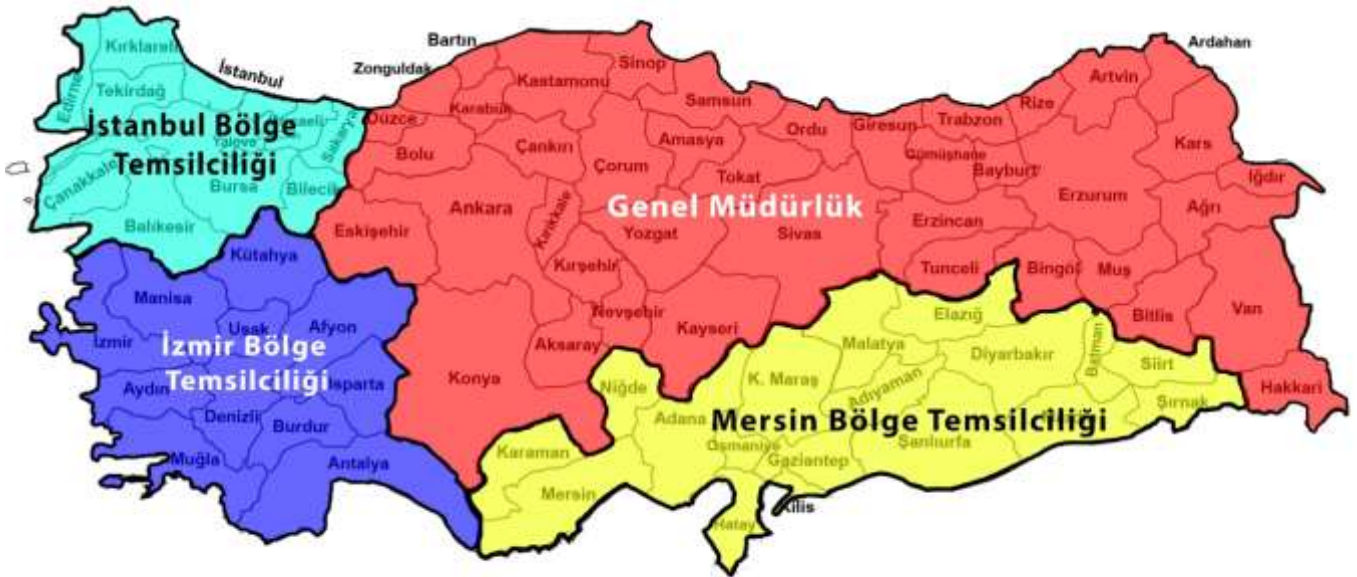 Bartın
Ardahan
Kırklareli
Zonguldak
Sinop
İstanbul
Kastamonu
Artvin
Edirne
Tekirdağ
Samsun
Karabük
Rize
Düzce
Ordu
Giresun
Trabzon
İstanbul Bölge
Temsilciliği
Yalova
Sakarya
Amasya
Kars
Bolu
Çankırı
Çorum
Gümüşhane
Bayburt
Çanakkale
Bursa
Bilecik
Tokat
Iğdır
Erzurum
Ankara
Kırıkkale
Genel Müdürlük
Ağrı
Balıkesir
Eskişehir
Yozgat
Sivas
Erzincan
Kütahya
Kırşehir
Tunceli
Bingöl
Muş
Manisa
Nevşehir
Van
Uşak
Afyon
Kayseri
Elazığ
Bitlis
İzmir
İzmir Bölge
Temsilciliği
Aksaray
Malatya
Diyarbakır
Batman
Siirt
Aydın
Isparta
Konya
Niğde
K. Maraş
Adıyaman
Hakkari
Şırnak
Denizli
Burdur
Adana
Mersin Bölge Temsilciliği
Karaman
Osmaniye
Şanlıurfa
Muğla
Antalya
Gaziantep
Mersin
Kilis
Hatay